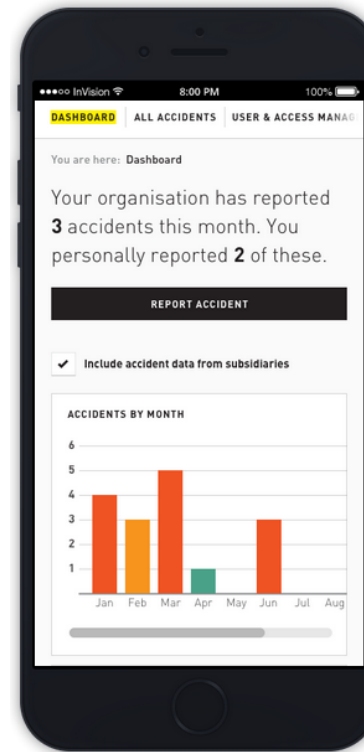 InVision 8:00 PM 100%
DASHBOARD ALL ACCIDENTS USER & ACCESS MANAG
You are here: Dashboard
Your organisation has reported
3 accidents this month. You
personally reported 2 of these.
REPORT ACCIDENT
Include accident data from subsidiaries
ACCIDENTS BY MONTH
6
5
4
3
2
1
Jan Feb Mar Apr May Jun Jul Aug